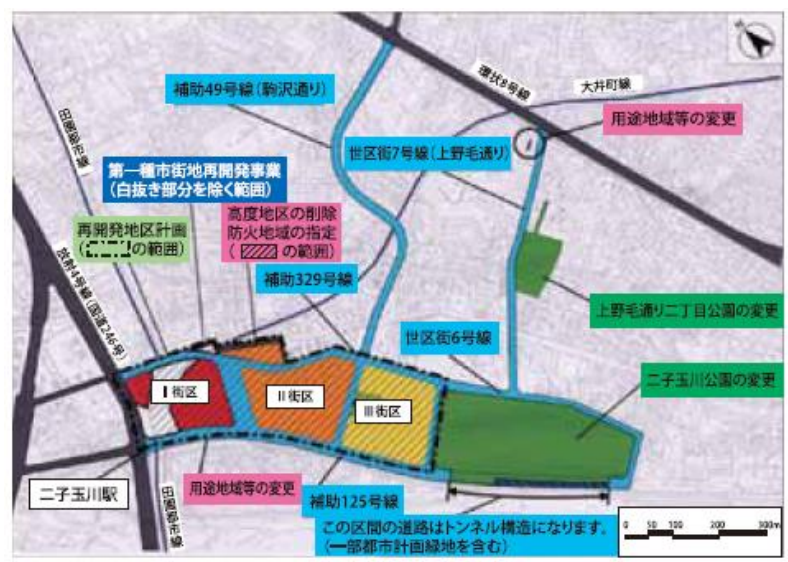 補助49号線(駒沢通り)
環状8号線
大井町線
用途地域等の変更
田園都市線
世区街7号線(上野毛通り)
第一種市街地再開発事業
(白抜き部分を除く範囲)
高度地区の削除
防火地域の指定
( の範囲)
再開発地区計画
( の範囲)
補助329号線
放射4号線(国道246号)
上野毛通り二丁目公園の変更
世区街6号線
二子玉川公園の変更
I 街区
II 街区
III 街区
二子玉川駅
田園都市線
用途地域等の変更
補助125号線
この区間の道路はトンネル構造になります。
(一部都市計画緑地を含む)
0 50 100 200 300m